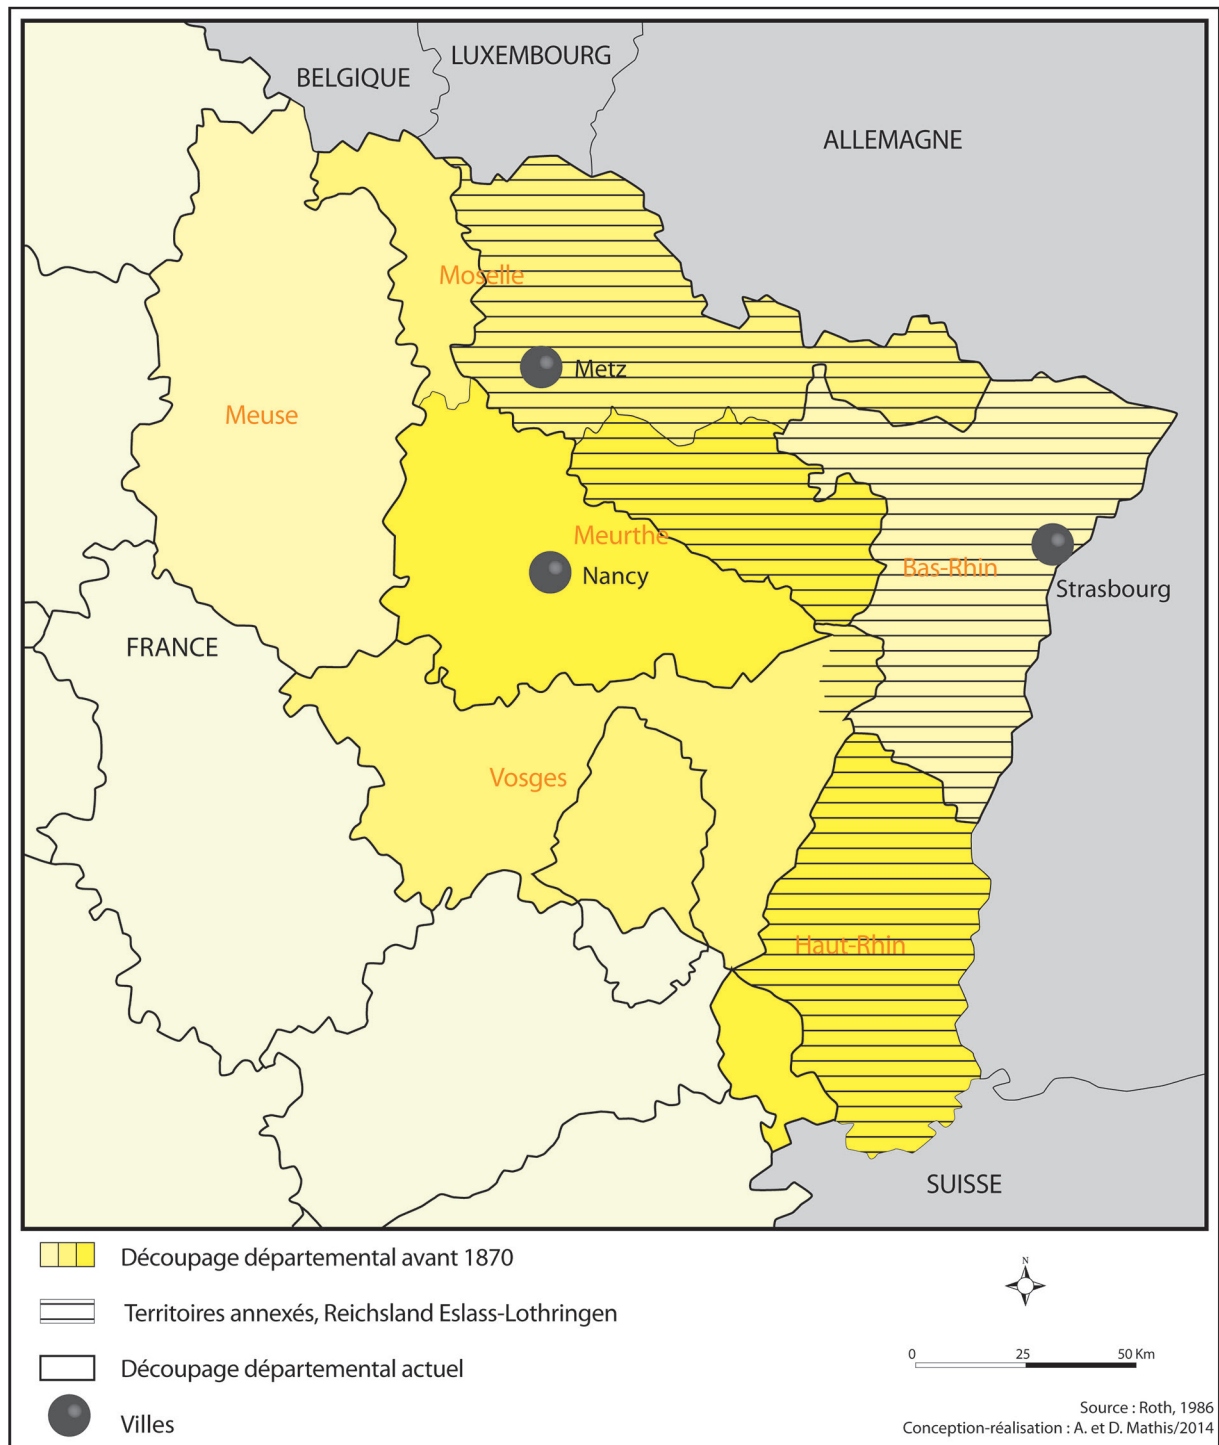 BELGIQUE
LUXEMBOURG
ALLEMAGNE
Moselle
Metz
Meuse
Meurthe
Nancy
Bas-Rhin
Strasbourg
FRANCE
Vosges
Haut-Rhin
SUISSE
Découpage départemental avant 1870
Territoires annexés, Reichsland Eslass-Lothringen
Découpage départemental actuel
Villes
N
0 25 50 Km
Source : Roth, 1986
Conception-réalisation : A. et D. Mathis/2014